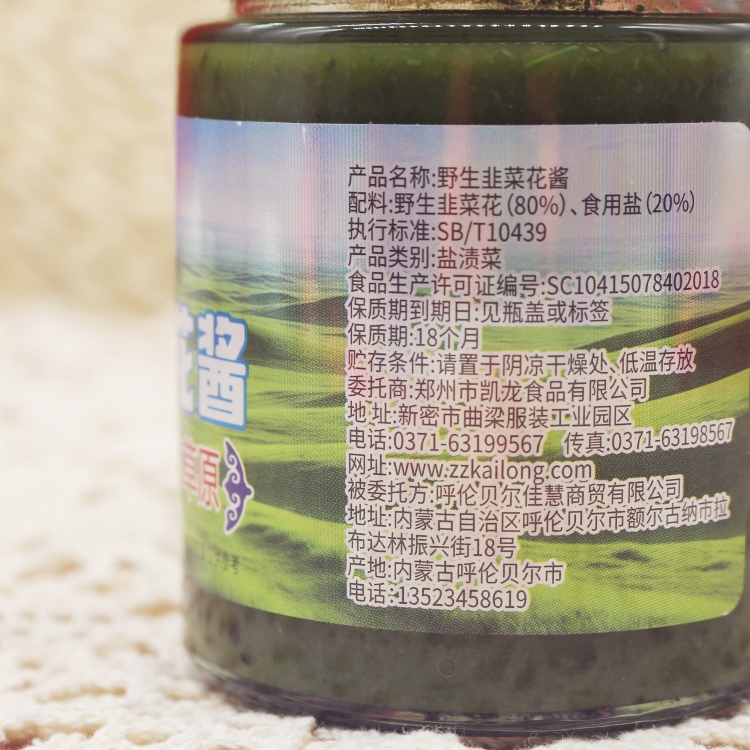 产品名称:野生韭菜花酱
配料:野生韭菜花(80%)、食用盐(20%)
执行标准:SB/T10439
产品类别:盐渍菜
食品生产许可证编号:SC10415078402018
保质期到期日:见瓶盖或标签
保质期:18个月
贮存条件:请置于阴凉干燥处、低温存放
委托商:郑州市凯龙食品有限公司
地址:新密市曲梁服装工业园区
电话:0371-63199567 传真:0371-63198567
网址:www.zzkailong.com
被委托方:呼伦贝尔佳慧商贸有限公司
地址:内蒙古自治区呼伦贝尔市额尔古纳市拉
布达林振兴街18号
产地:内蒙古呼伦贝尔市
电话:13523458619
花酱
草原